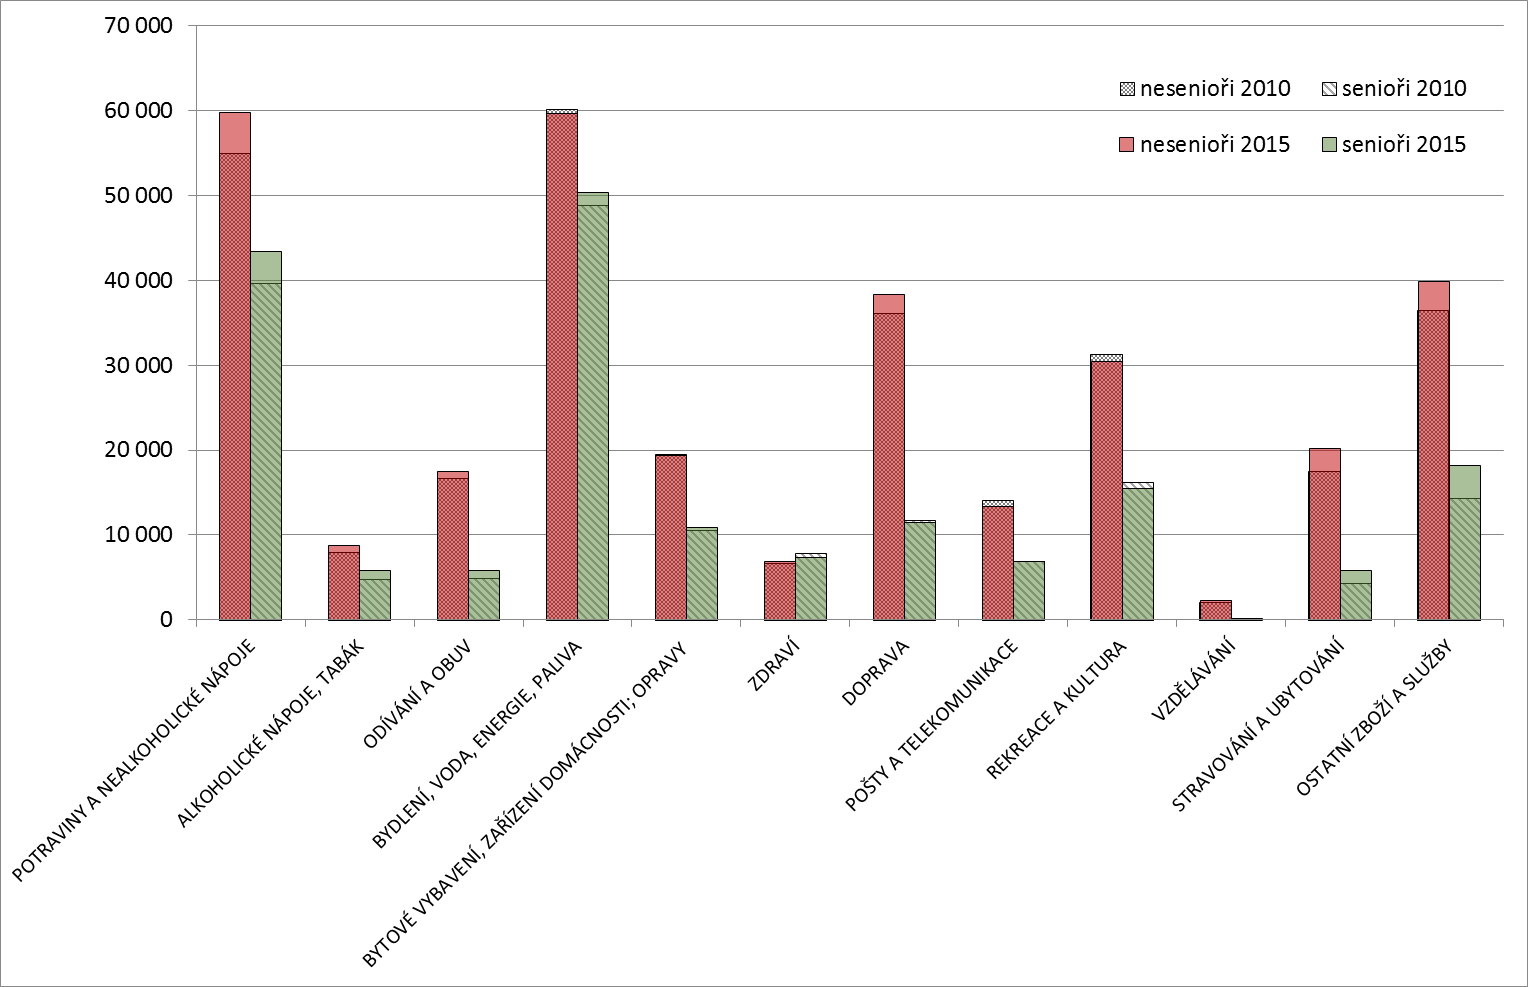 70 000
60 000
50 000
40 000
30 000
20 000
10 000
0
nesenioři 2010
senioři 2010
nesenioři 2015
senioři 2015
POTRAVINY A NEALKOHOLICKÉ NÁPOJE
ALKOHOLICKÉ NÁPOJE, TABÁK
ODÍVÁNÍ A OBUV
BYDLENÍ, VODA, ENERGIE, PALIVA
BYTOVÉ VYBAVENÍ, ZAŘÍZENÍ DOMÁCNOSTI; OPRAVY
ZDRAVÍ
DOPRAVA
POŠTY A TELEKOMUNIKACE
REKREACE A KULTURA
VZDĚLÁVÁNÍ
STRAVOVÁNÍ A UBYTOVÁNÍ
OSTATNÍ ZBOŽÍ A SLUŽBY